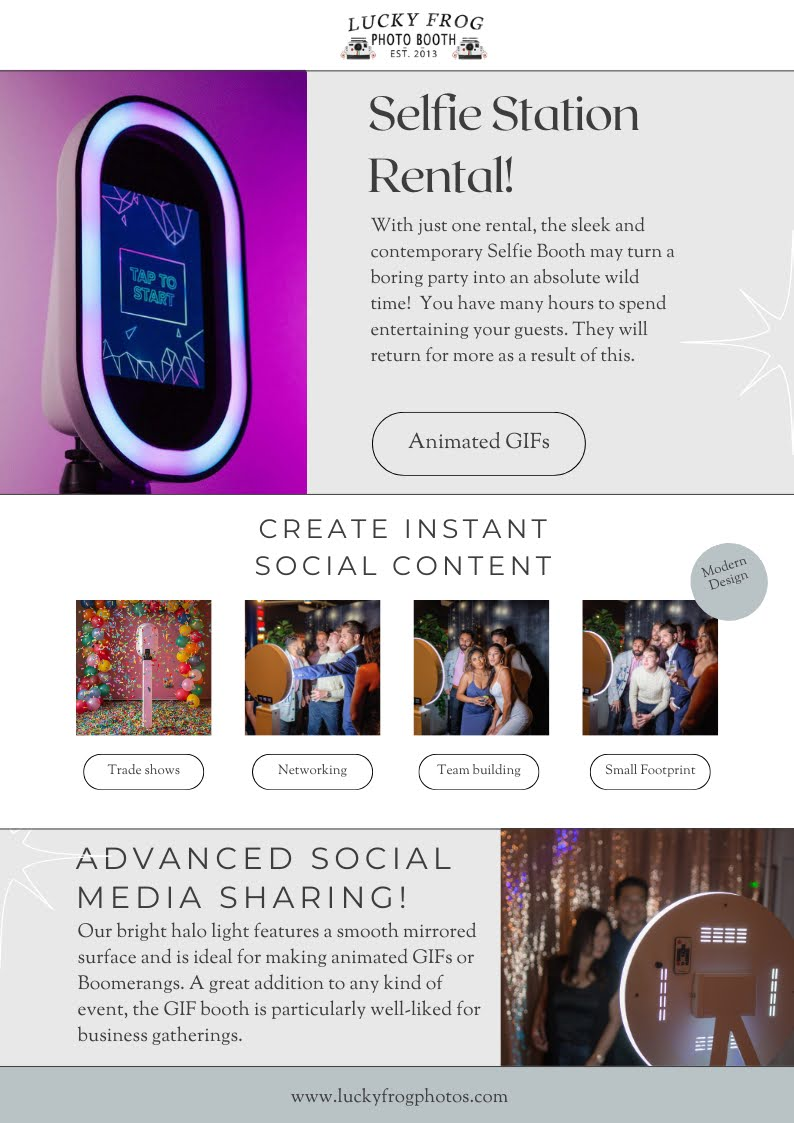 LUCKY FROG
PHOTO BOOTH
EST. 2013
Selfie Station
Rental!
With just one rental, the sleek and
contemporary Selfie Booth may turn a
boring party into an absolute wild
time!  You have many hours to spend
entertaining your guests. They will
return for more as a result of this.
TAP TO
START
Animated GIFs
CREATE INSTANT
SOCIAL CONTENT
Modern
Design
Trade shows
Networking
Team building
Small Footprint
ADVANCED SOCIAL
MEDIA SHARING!
Our bright halo light features a smooth mirrored
surface and is ideal for making animated GIFs or
Boomerangs. A great addition to any kind of
event, the GIF booth is particularly well-liked for
business gatherings.
www.luckyfrogphotos.com